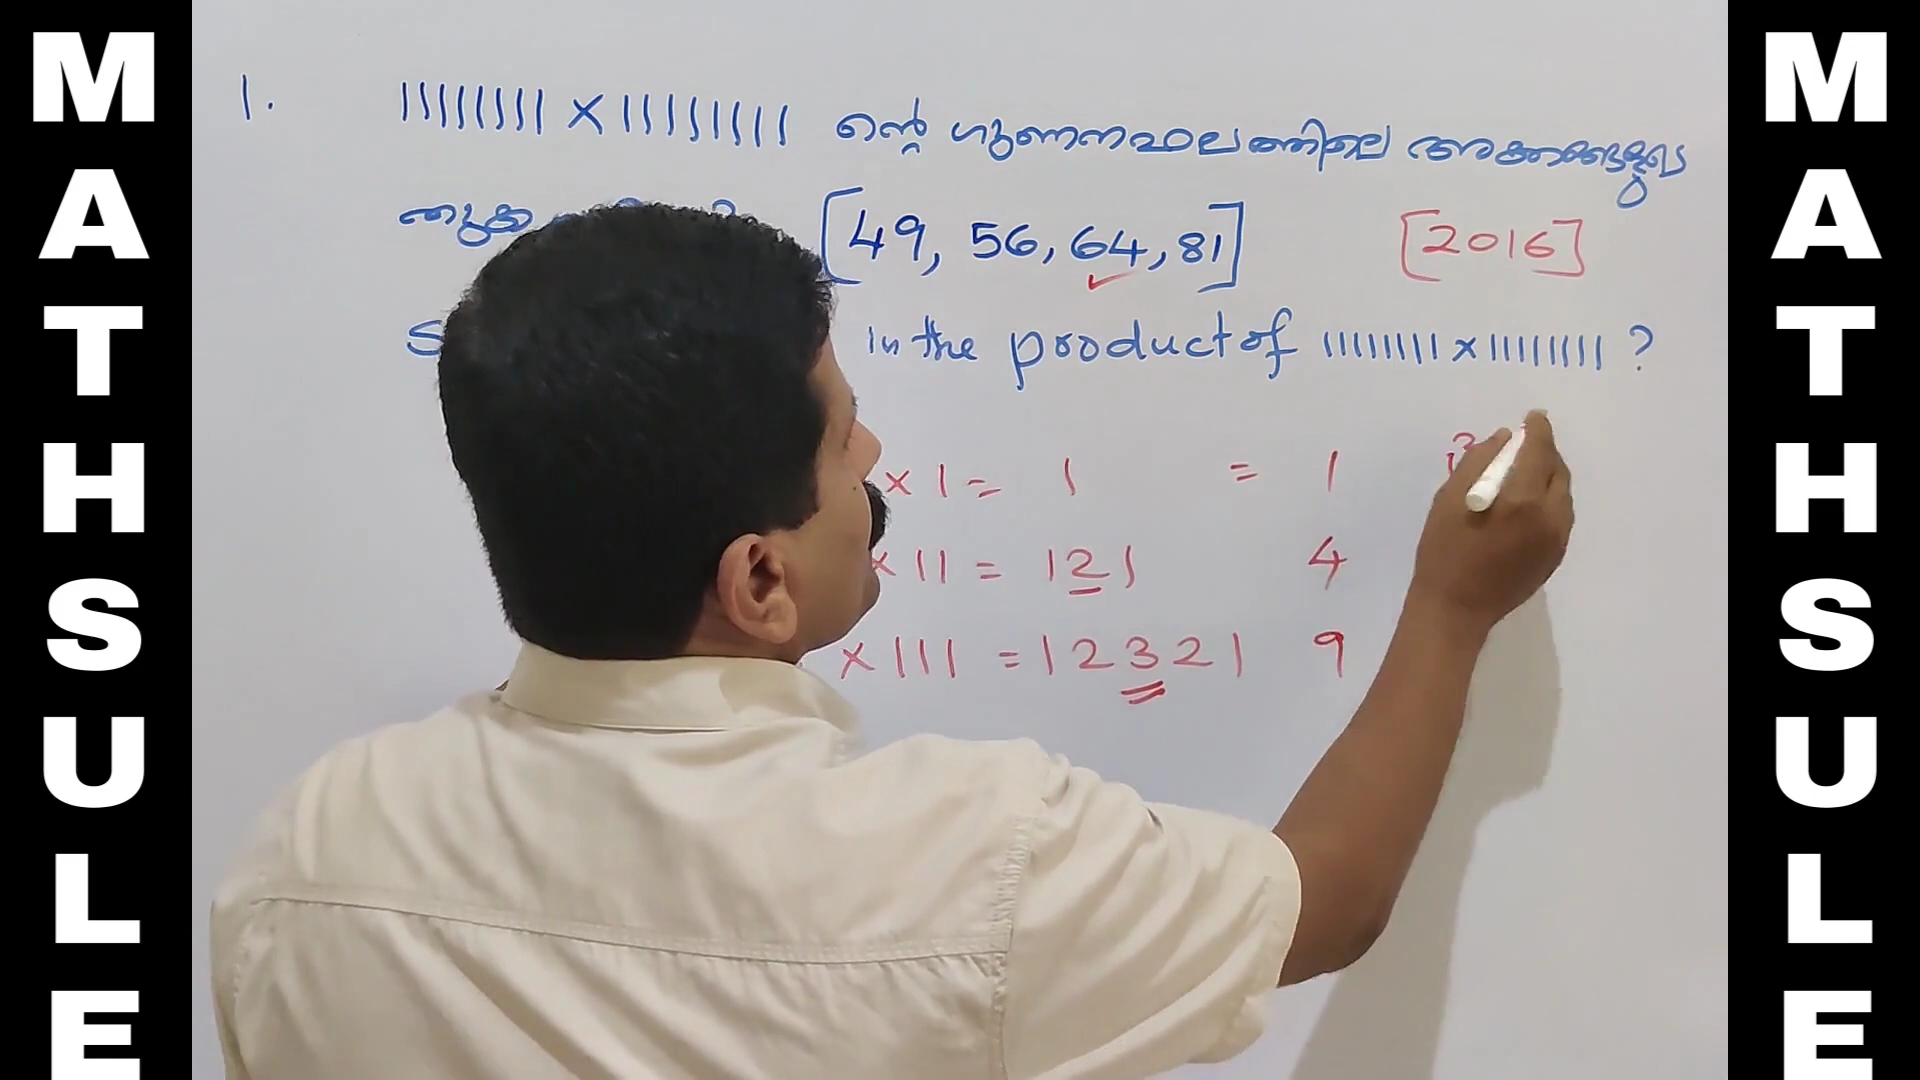 MATHSULE
1. 11111111 × 11111111 ന്റെ ഗുണനഫലത്തിലെ അക്കങ്ങളുടെ
തുക [49, 56, 64, 81] [2016]
in the product of 11111111 × 11111111 ?
× 1 = 1 = 1
× 11 = 121 4
× 111 = 12321 9
MATHSULE